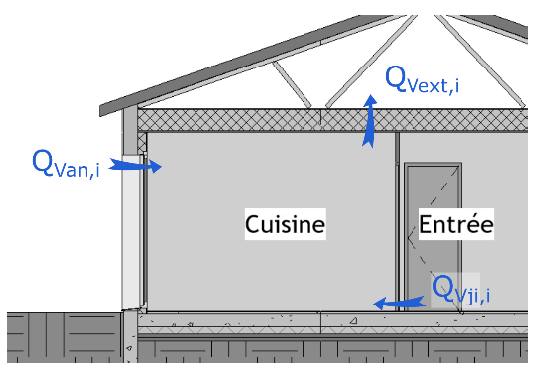 QVext,i
QVan,i
Cuisine
Entrée
QVji,i